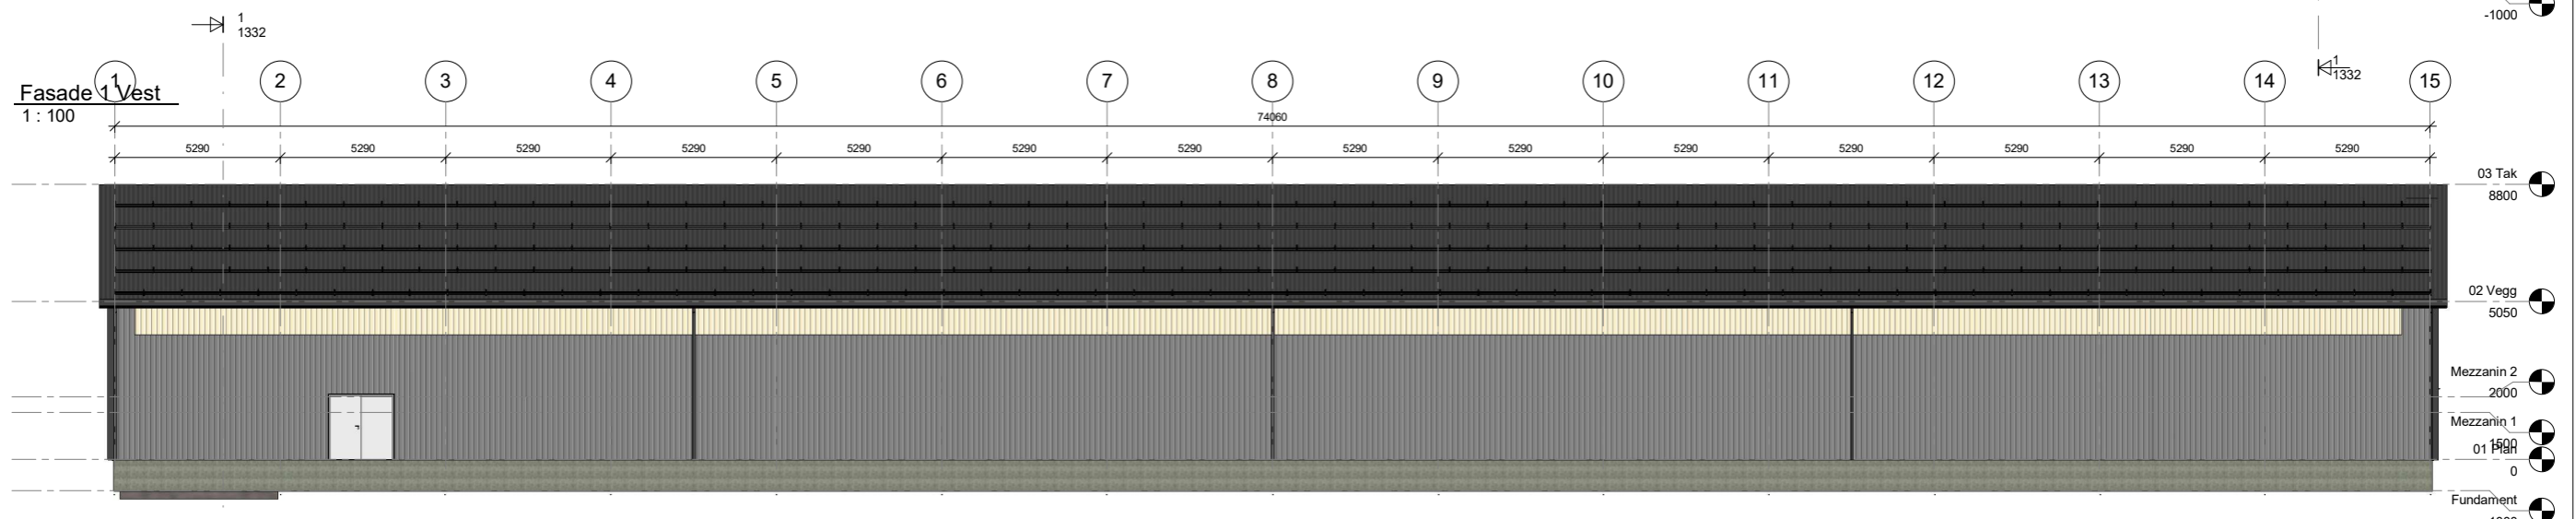 -1000
1
1332
1
1332
1 2 3 4 5 6 7 8 9 10 11 12 13 14 15
Fasade 1 Vest
1 : 100
74060
5290 5290 5290 5290 5290 5290 5290 5290 5290 5290 5290 5290 5290 5290
03 Tak
8800
02 Vegg
5050
Mezzanin 2
2000
Mezzanin 1
1500
01 Plan
0
Fundament